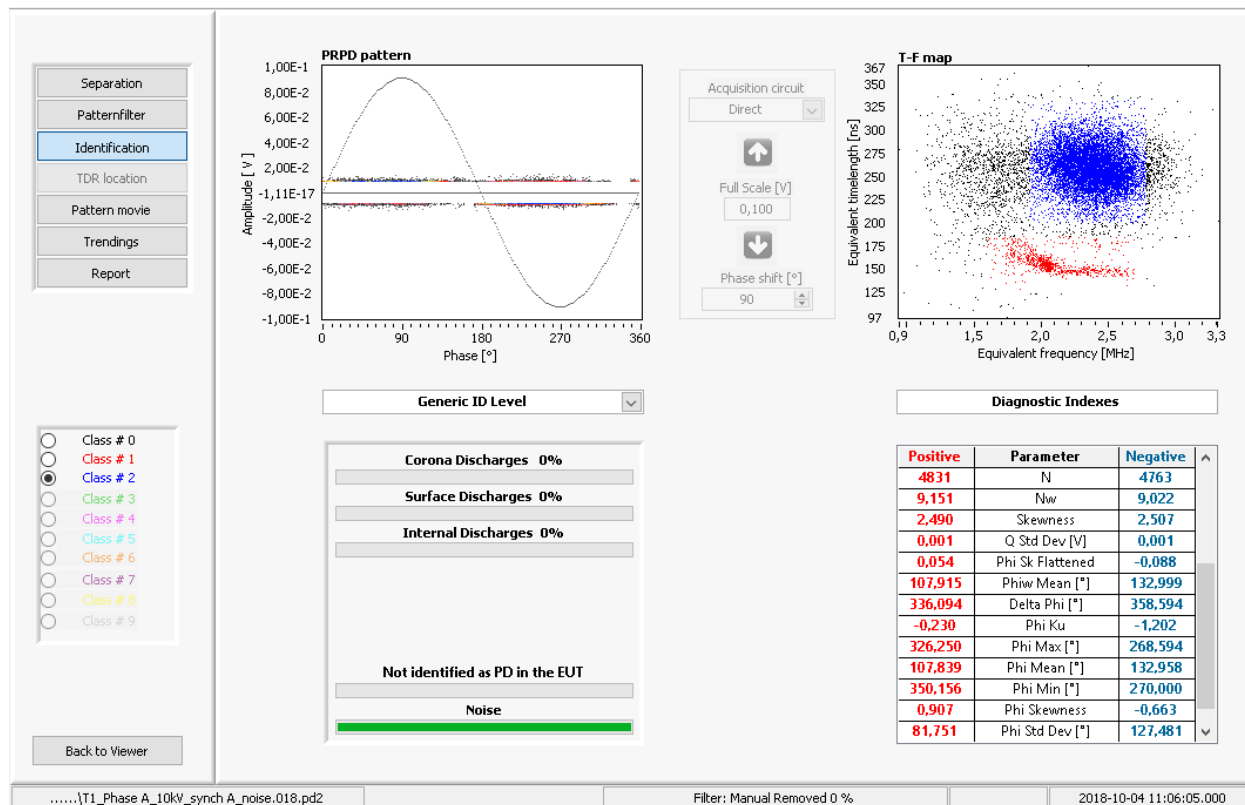 Separation
Patternfilter
Identification
TDR location
Pattern movie
Trendings
Report
Class # 0
Class # 1
Class # 2
Class # 3
Class # 4
Class # 5
Class # 6
Class # 7
Class # 8
Class # 9
Back to Viewer
PRPD pattern
Amplitude [ V ]
1,00E-1
8,00E-2
6,00E-2
4,00E-2
2,00E-2
-1,11E-17
-2,00E-2
-4,00E-2
-6,00E-2
-8,00E-2
-1,00E-1
0 90 180 270 360
Phase [°]
Acquisition circuit
Direct
Full Scale [V]
0,100
Phase shift [°]
90
T-F map
Equivalent timelength [ns]
367
350
325
300
275
250
225
200
175
150
125
97
0,9 1,5 2,0 2,5 3,0 3,3
Equivalent frequency [MHz]
Generic ID Level
Corona Discharges 0%
Surface Discharges 0%
Internal Discharges 0%
Not identified as PD in the EUT
Noise
Diagnostic Indexes
Positive Parameter Negative
4831 N 4763
9,151 Nw 9,022
2,490 Skewness 2,507
0,001 Q Std Dev [V] 0,001
0,054 Phi Sk Flattened -0,088
107,915 Phiw Mean [°] 132,999
336,094 Delta Phi [°] 358,594
-0,230 Phi Ku -1,202
326,250 Phi Max [°] 268,594
107,839 Phi Mean [°] 132,958
350,156 Phi Min [°] 270,000
0,907 Phi Skewness -0,663
81,751 Phi Std Dev [°] 127,481
......\T1_Phase A_10kV_synch A_noise.018.pd2
Filter: Manual Removed 0 %
2018-10-04 11:06:05.000